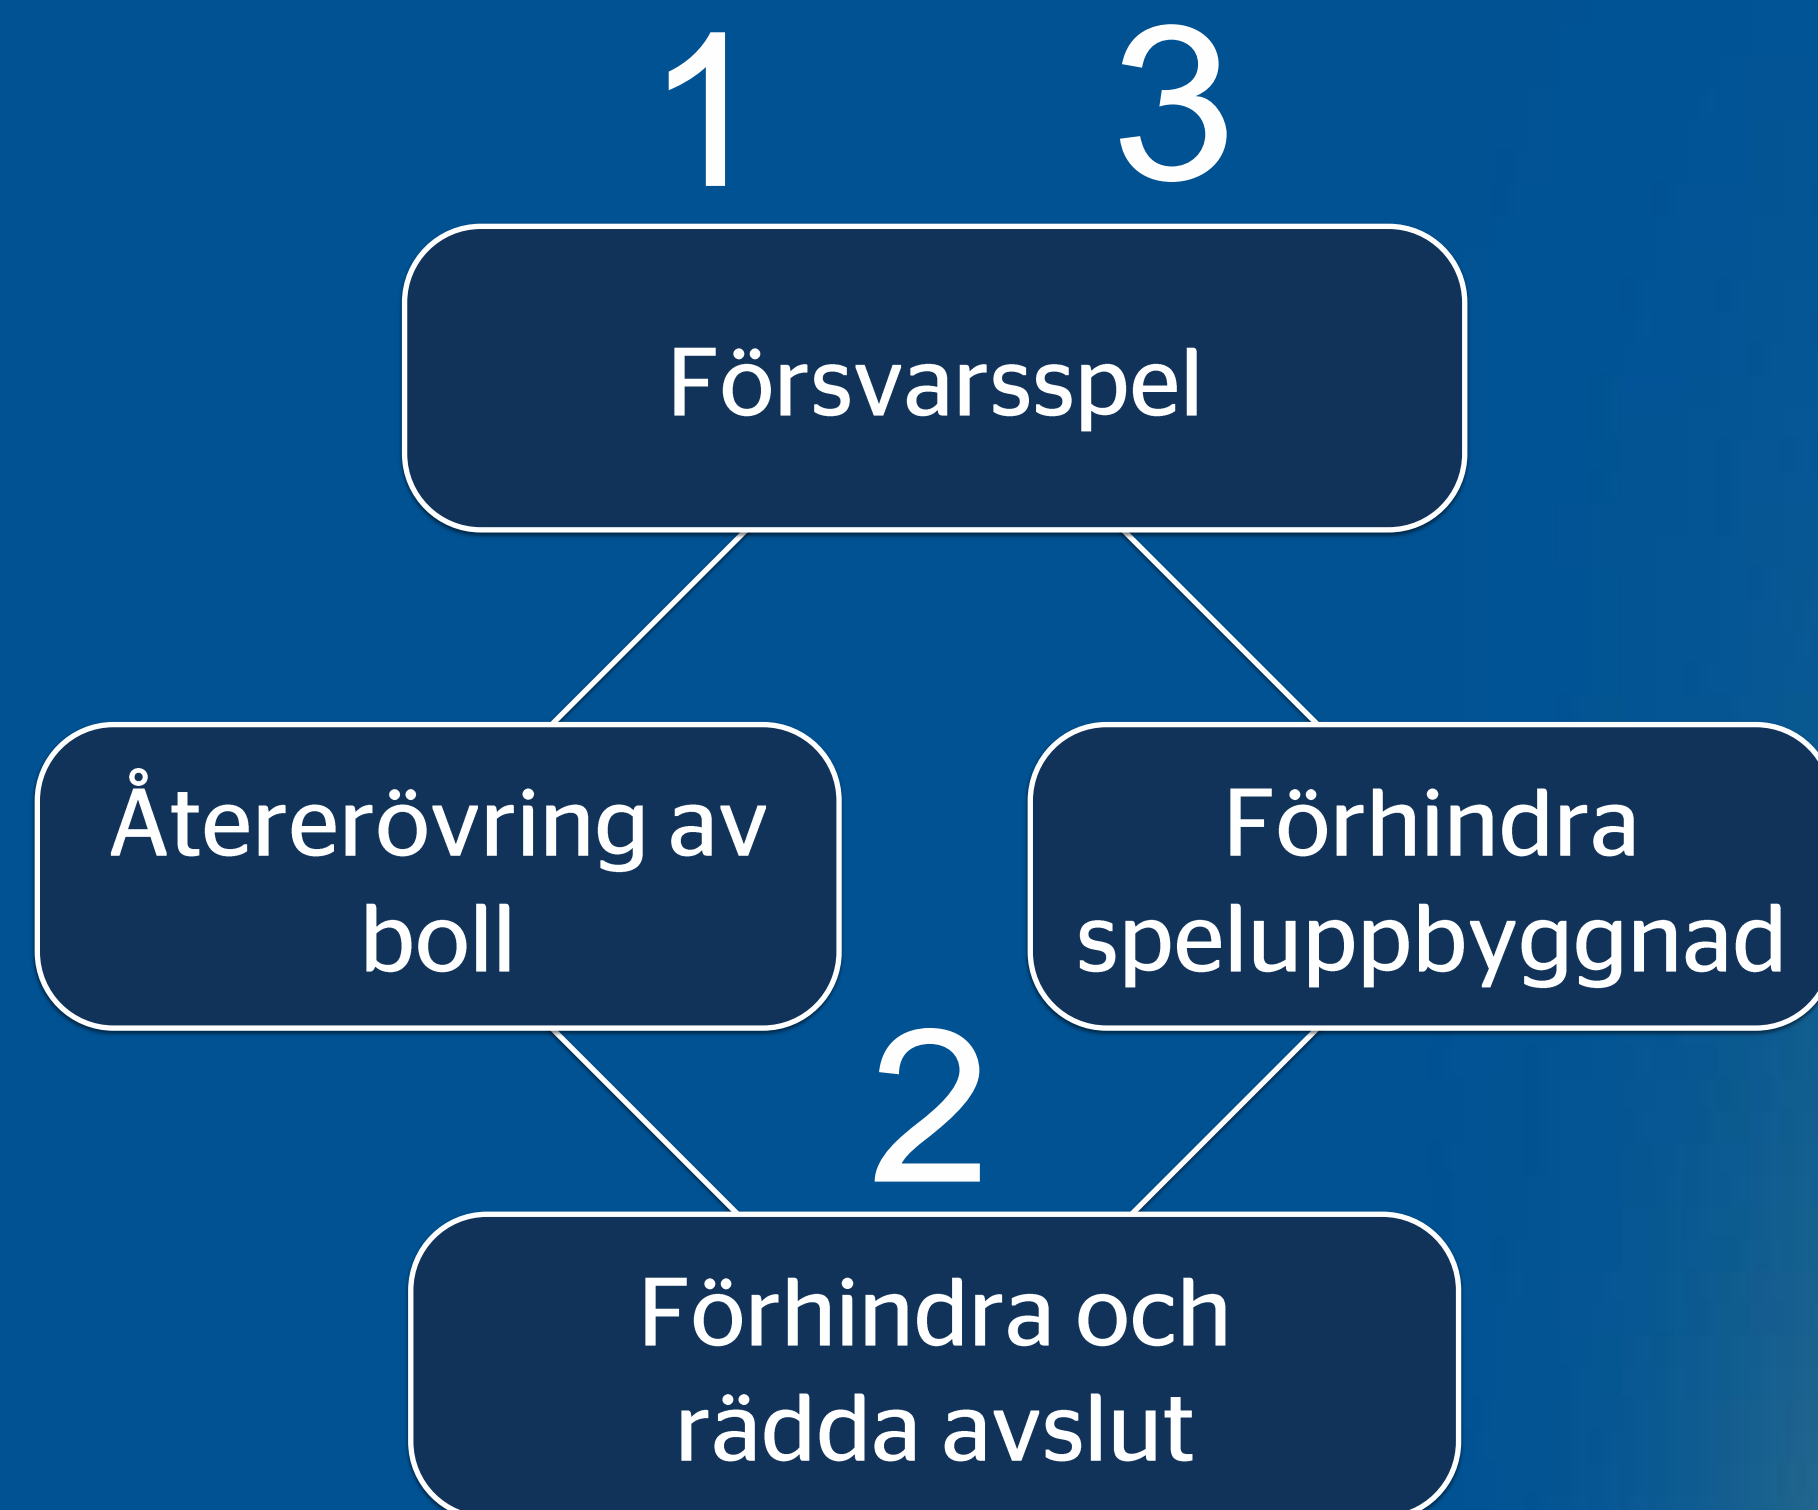 1 3
Försvarsspel
Återerövring av
boll
Förhindra
speluppbyggnad
2
Förhindra och
rädda avslut